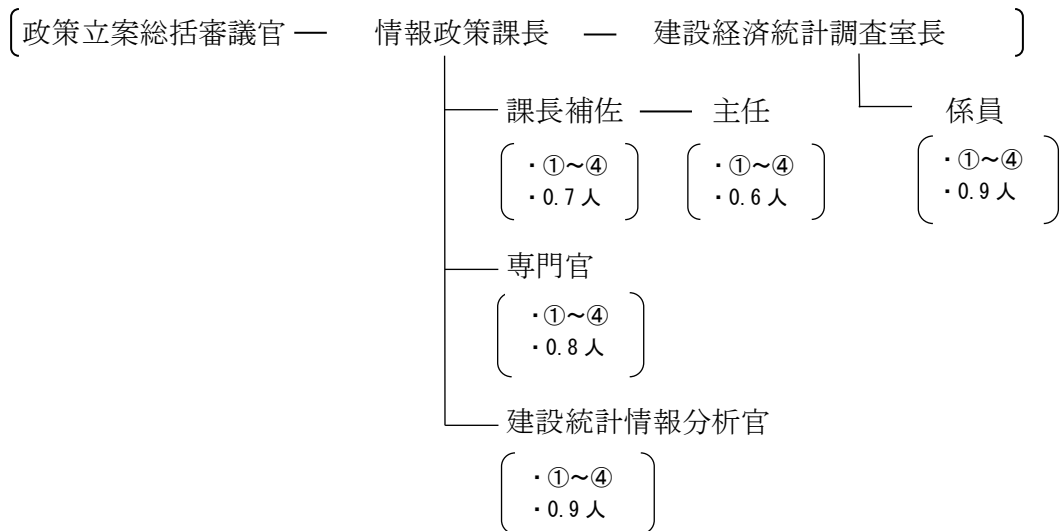 政策立案総括審議官 ― 情報政策課長 ― 建設経済統計調査室長
課長補佐 ― 主任 係員
・①～④ ・①～④ ・①～④
・0.7人 ・0.6人 ・0.9人
専門官
・①～④
・0.8人
建設統計情報分析官
・①～④
・0.9人